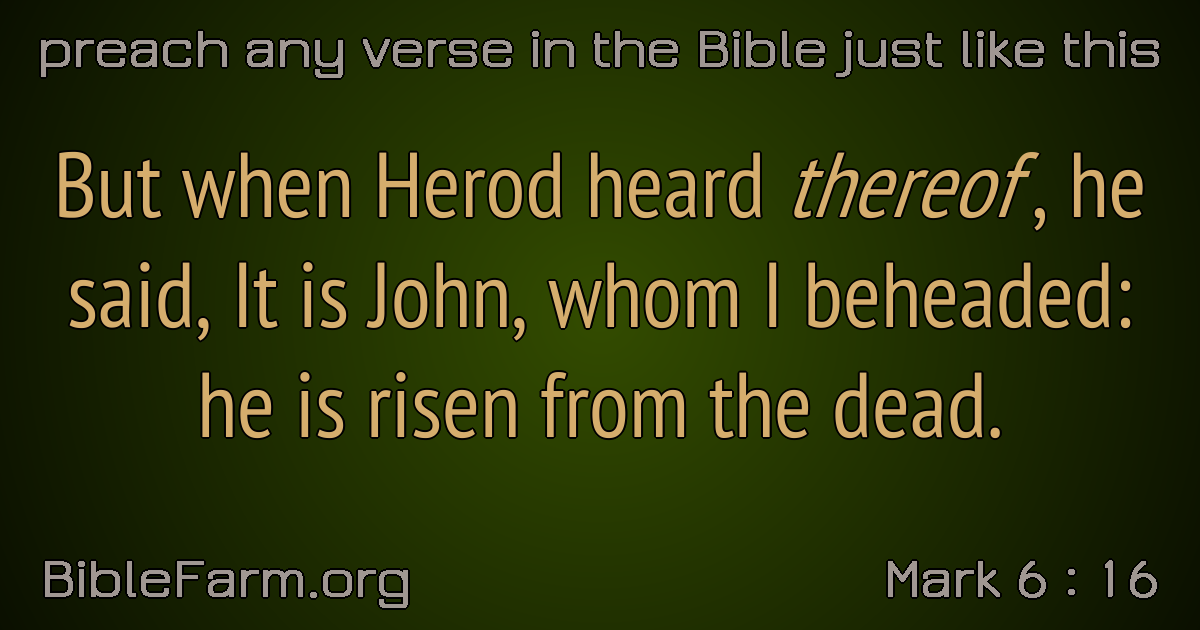 preach any verse in the Bible just like this
But when Herod heard thereof, he
said, It is John, whom I beheaded:
he is risen from the dead.
BibleFarm.org
Mark 6 : 16